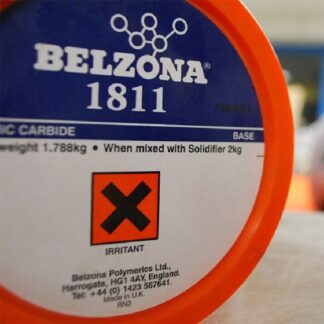 BELZONA®
1811
IC CARBIDE
BASE
weight 1.788kg • When mixed with Solidifier 2kg
IRRITANT
Belzona Polymerics Ltd.,
Harrogate, HG1 4AY, England.
Tel: +44 (0) 1423 567641.
Made in U.K.
RN3